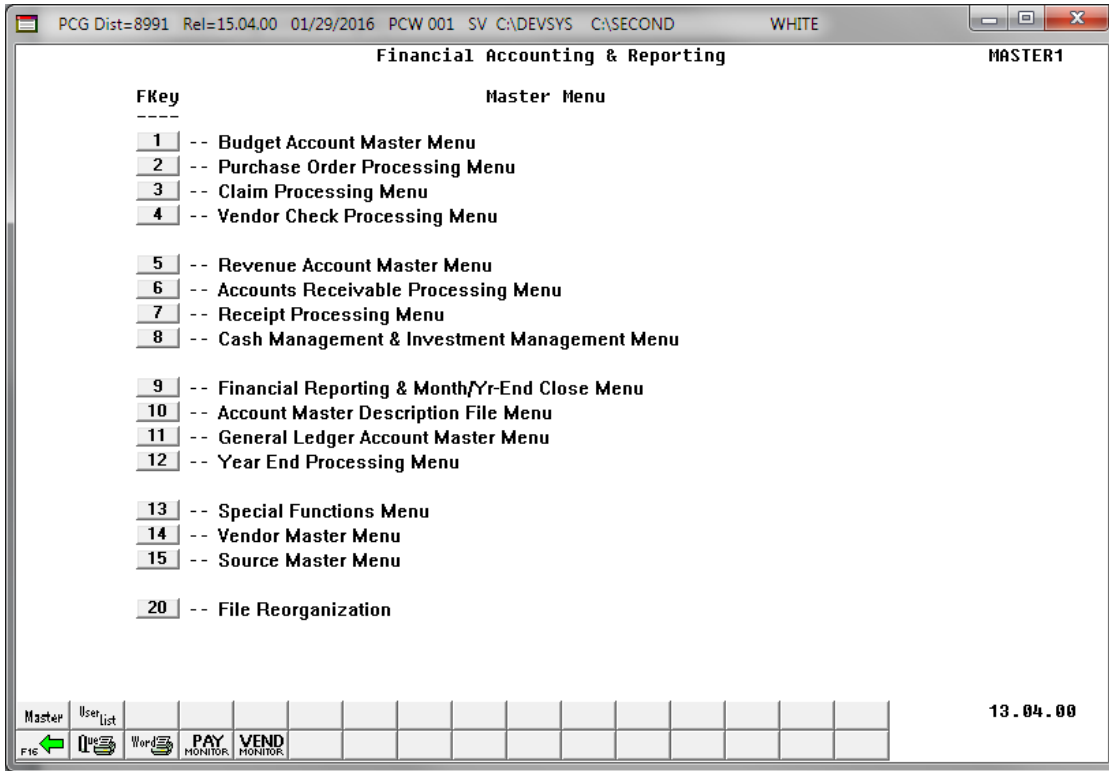 PCG Dist=8991 Rel=15.04.00 01/29/2016 PCW 001 SV C:\DEVSYS C:\SECOND WHITE
Financial Accounting & Reporting MASTER1
FKey Master Menu
----
1 -- Budget Account Master Menu
2 -- Purchase Order Processing Menu
3 -- Claim Processing Menu
4 -- Vendor Check Processing Menu
5 -- Revenue Account Master Menu
6 -- Accounts Receivable Processing Menu
7 -- Receipt Processing Menu
8 -- Cash Management & Investment Management Menu
9 -- Financial Reporting & Month/Yr-End Close Menu
10 -- Account Master Description File Menu
11 -- General Ledger Account Master Menu
12 -- Year End Processing Menu
13 -- Special Functions Menu
14 -- Vendor Master Menu
15 -- Source Master Menu
20 -- File Reorganization
Master User List 13.04.00
F16 Que Word PAY MONITOR VEND MONITOR